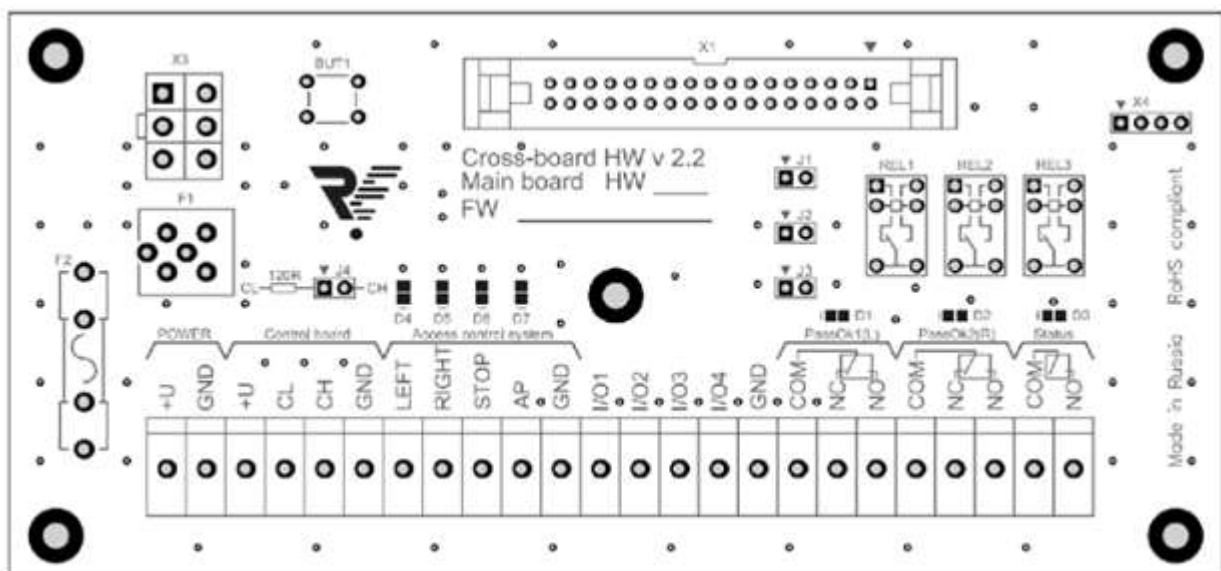 X3
BUT1
X1
X4
Cross-board HW v 2.2
Main board HW ____
FW ____________
J1
J2
J3
REL1 REL2 REL3
F1
F2
CL 120R J4 CH
D4 D5 D6 D7
D1 D2 D3
POWER Control board Access control system PassOk1(L) PassOk2(R) Status
+U GND +U CL CH GND LEFT RIGHT STOP AP GND I/O1 I/O2 I/O3 I/O4 GND COM NC NO COM NC NO COM NO
Made in Russia RoHS compliant